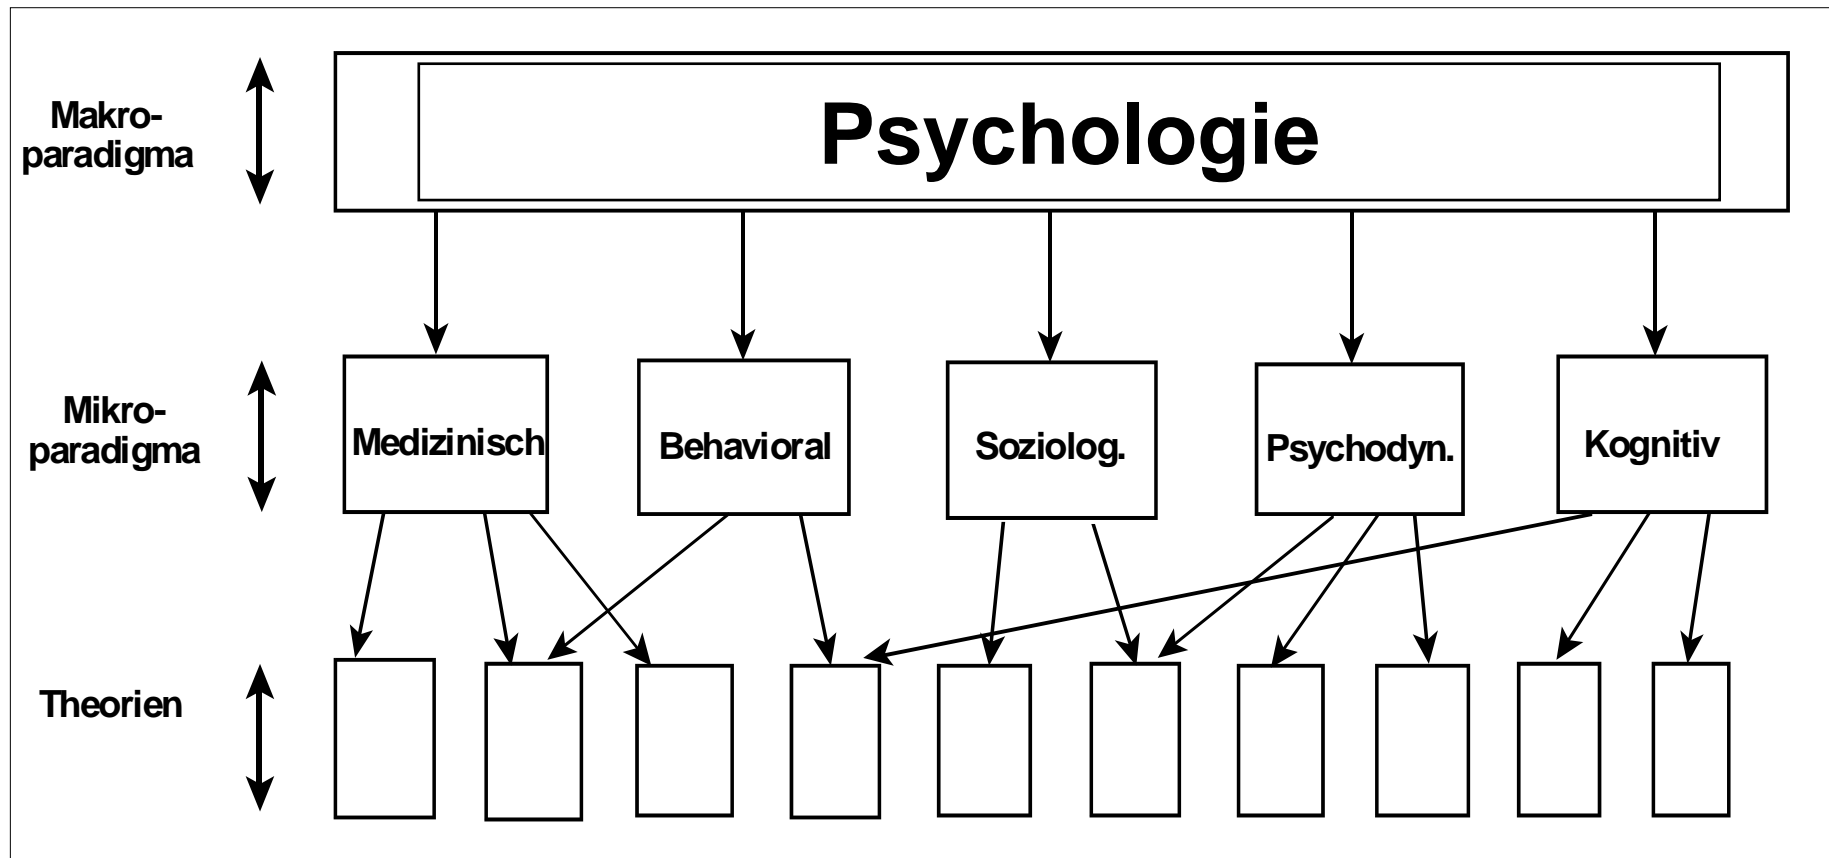 Makro-
paradigma
Psychologie
Mikro-
paradigma
Medizinisch
Behavioral
Soziolog.
Psychodyn.
Kognitiv
Theorien